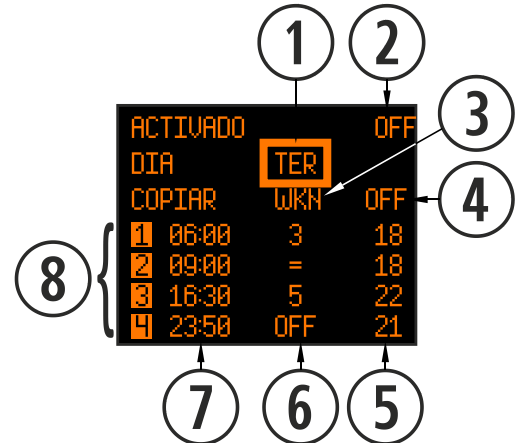 1 2
3
ACTIVADO OFF
DIA TER
COPIAR WKN OFF
4
1 06:00 3 18
2 09:00 = 18
3 16:30 5 22
4 23:50 OFF 21
8
7 6 5